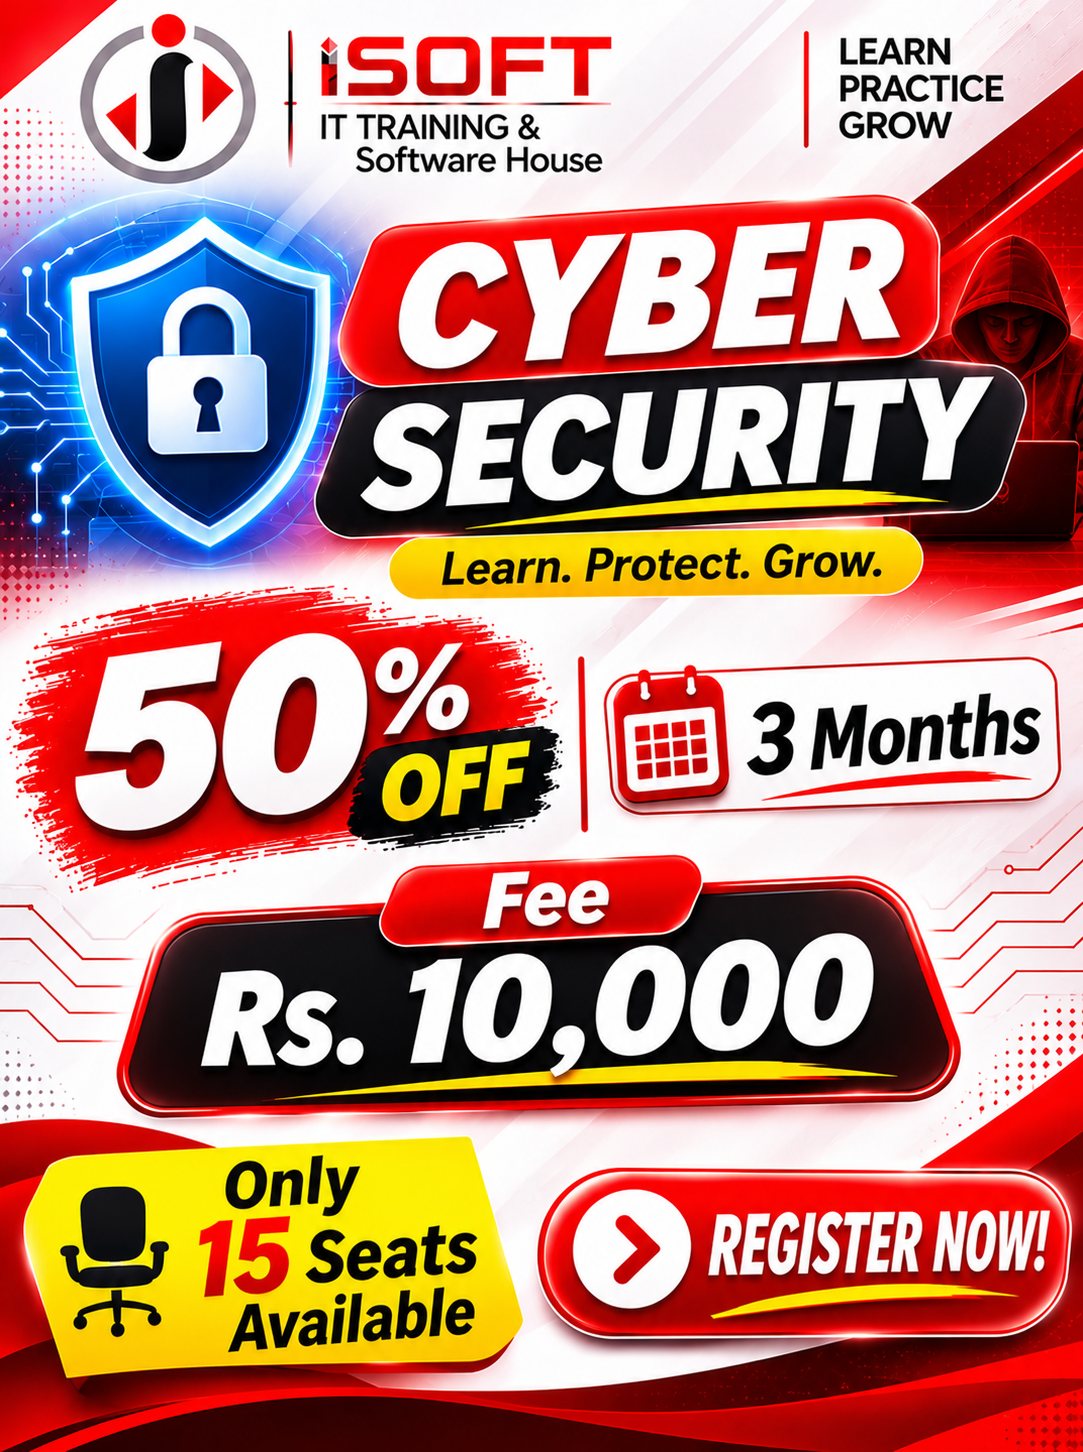 iSOFT
IT TRAINING &
Software House
LEARN
PRACTICE
GROW
CYBER
SECURITY
Learn. Protect. Grow.
50%
OFF
3 Months
Fee
Rs. 10,000
Only
15 Seats
Available
REGISTER NOW!